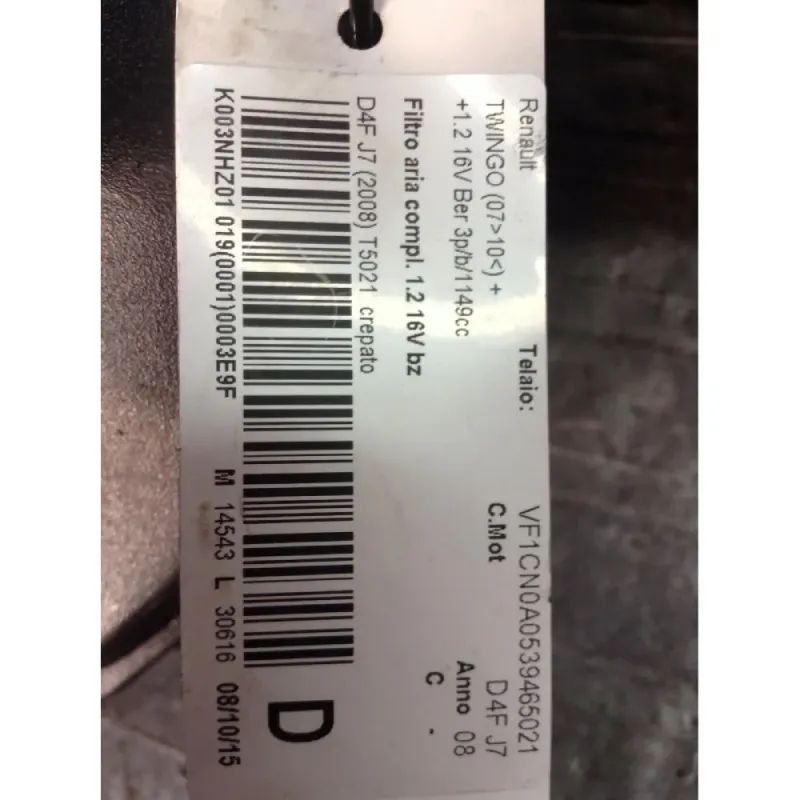 Renault Telaio: VF1CN0A0539465021
TWINGO (07>10<) + C.Mot D4F J7
+1.2 16V Ber 3p/b/1149cc Anno 08
Filtro aria compl. 1.2 16V bz C .
D4F J7 (2008) T5021 crepato
D
K003NHZ01 019(0001)0003E9F M 14543 L 30616 08/10/15